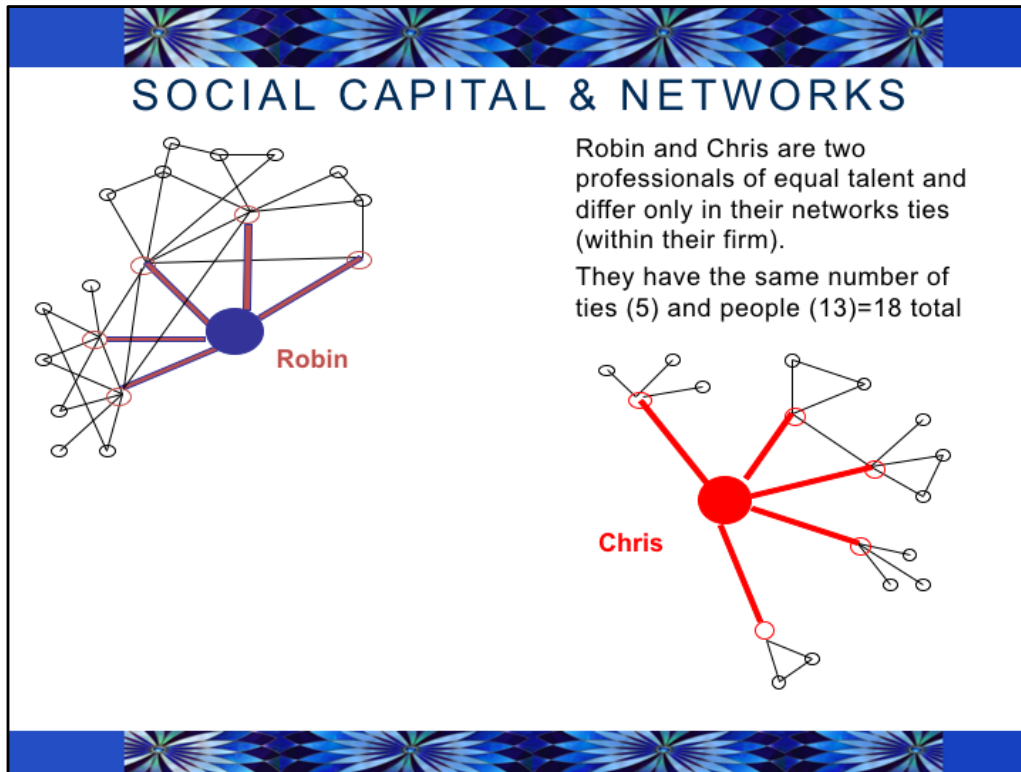 SOCIAL CAPITAL & NETWORKS
Robin and Chris are two
professionals of equal talent and
differ only in their networks ties
(within their firm).
They have the same number of
ties (5) and people (13)=18 total
Robin
Chris